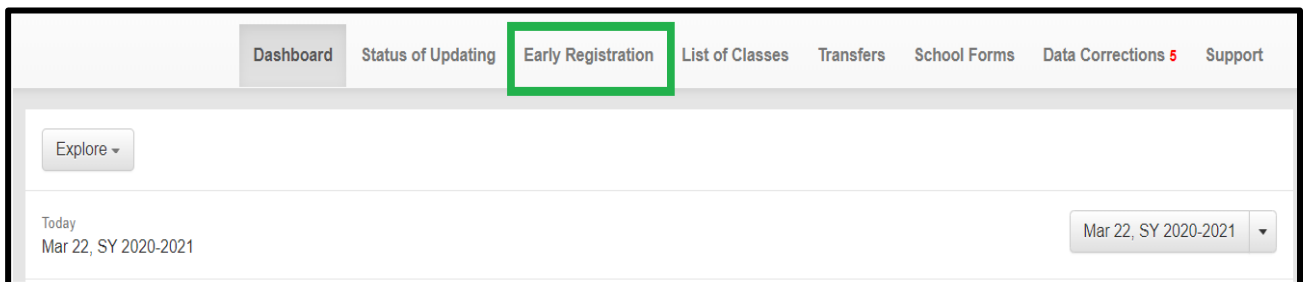 Dashboard Status of Updating Early Registration List of Classes Transfers School Forms Data Corrections 5 Support
Explore
Today
Mar 22, SY 2020-2021
Mar 22, SY 2020-2021